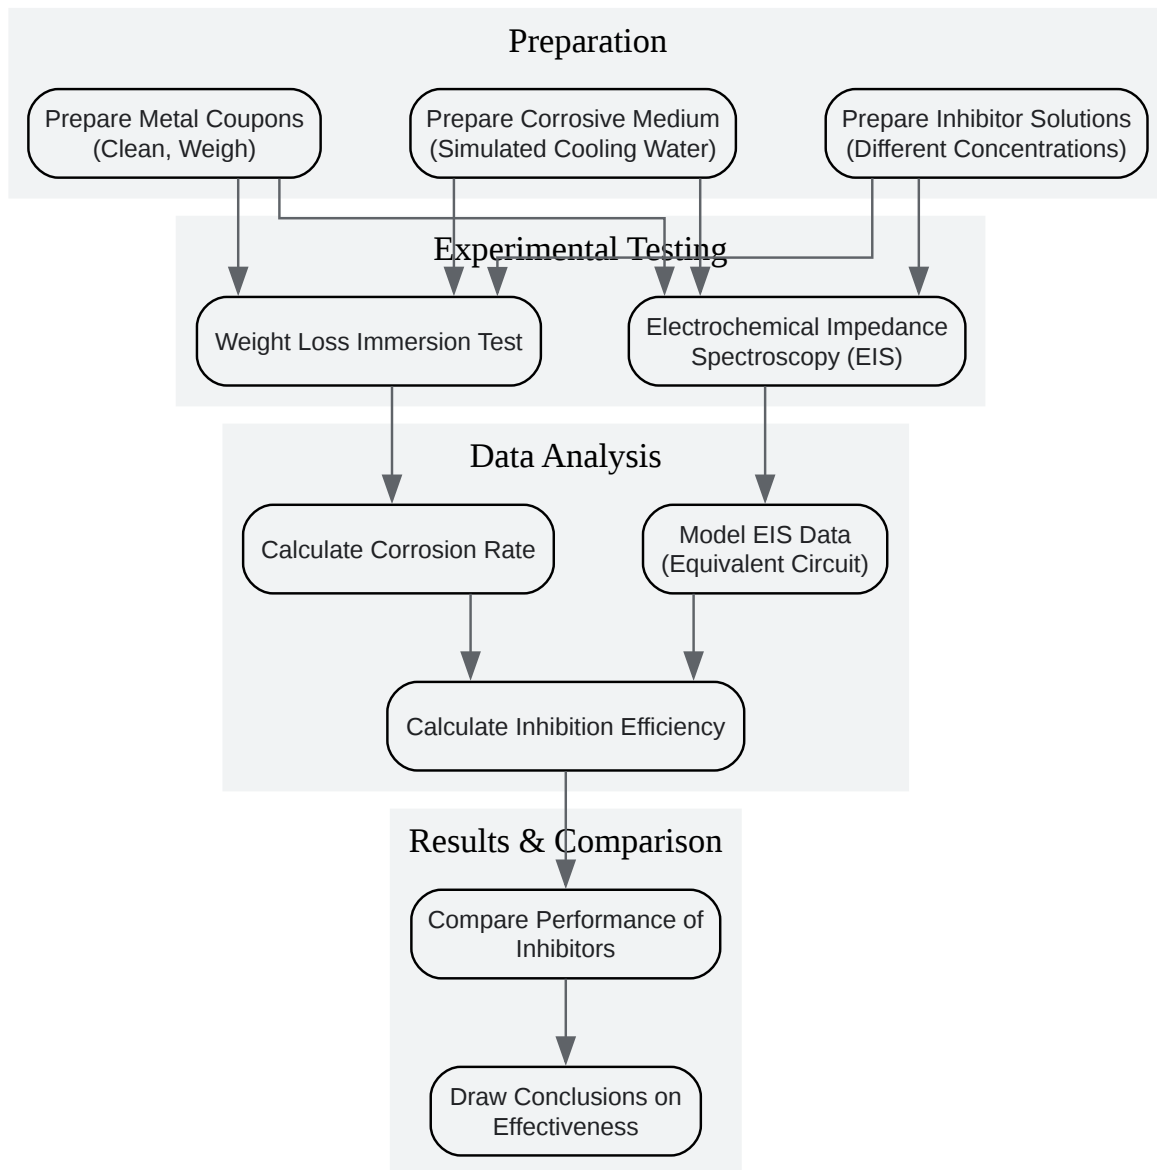 Preparation
Prepare Metal Coupons
(Clean, Weigh)
Prepare Corrosive Medium
(Simulated Cooling Water)
Prepare Inhibitor Solutions
(Different Concentrations)
Experimental Testing
Weight Loss Immersion Test
Electrochemical Impedance
Spectroscopy (EIS)
Data Analysis
Calculate Corrosion Rate
Model EIS Data
(Equivalent Circuit)
Calculate Inhibition Efficiency
Results & Comparison
Compare Performance of
Inhibitors
Draw Conclusions on
Effectiveness